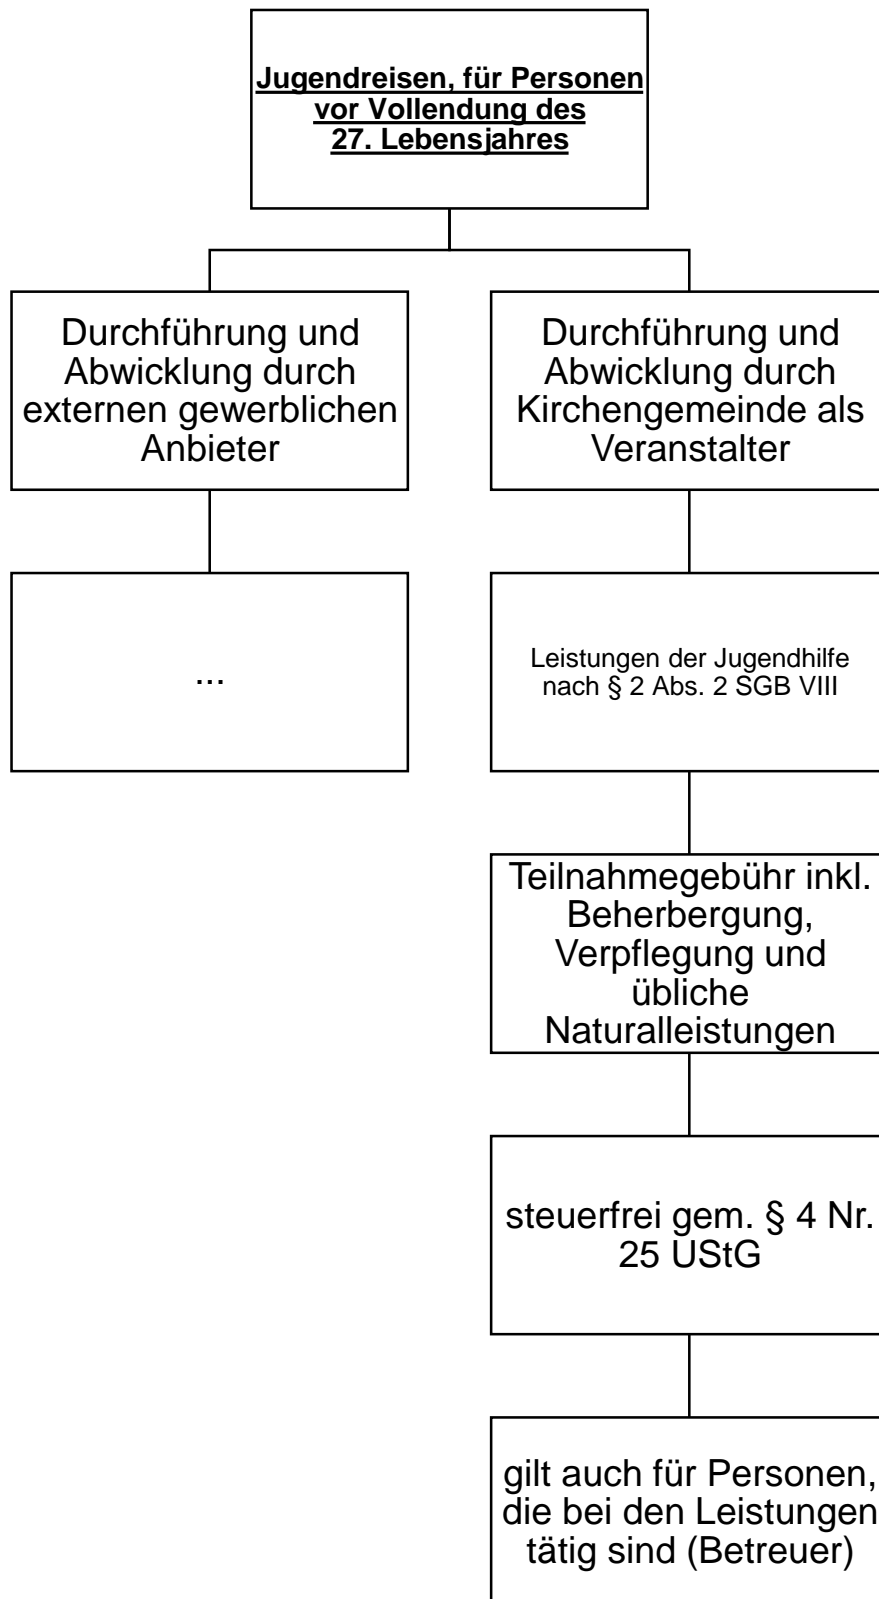 Jugendreisen, für Personen
vor Vollendung des
27. Lebensjahres
Durchführung und
Abwicklung durch
externen gewerblichen
Anbieter
Durchführung und
Abwicklung durch
Kirchengemeinde als
Veranstalter
...
Leistungen der Jugendhilfe
nach § 2 Abs. 2 SGB VIII
Teilnahmegebühr inkl.
Beherbergung,
Verpflegung und
übliche
Naturalleistungen
steuerfrei gem. § 4 Nr.
25 UStG
gilt auch für Personen,
die bei den Leistungen
tätig sind (Betreuer)